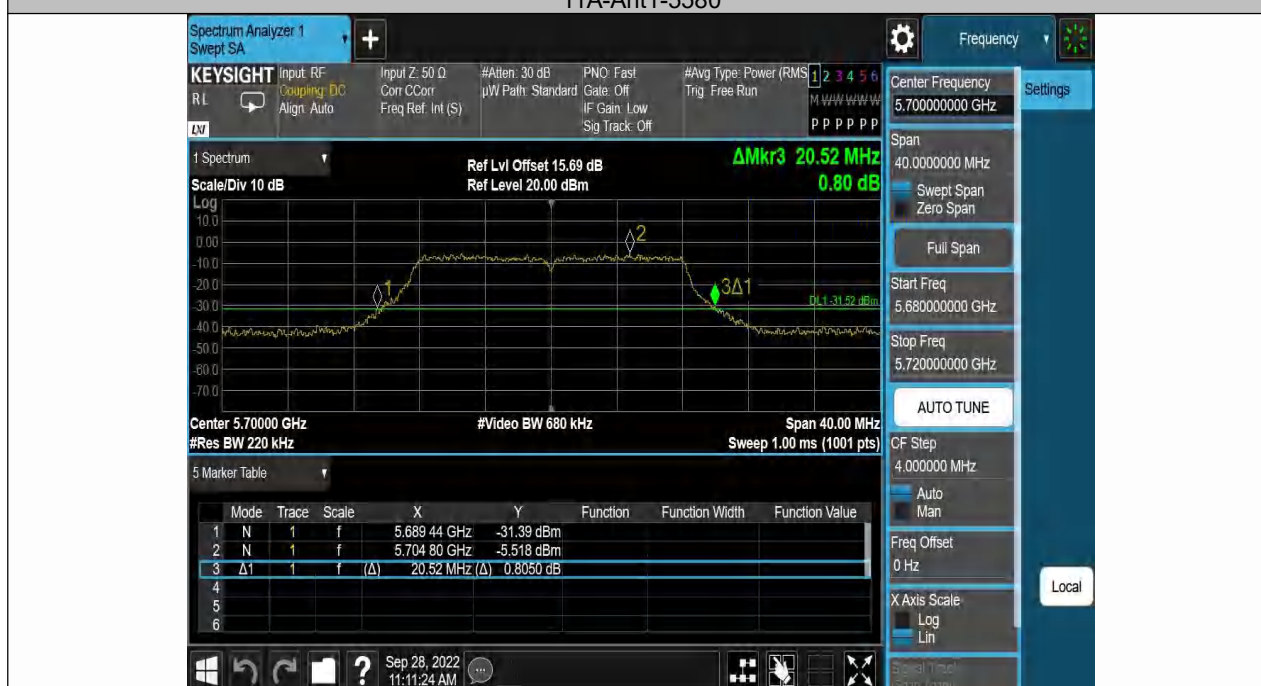 11A-Ant1-5580
Spectrum Analyzer 1
Swept SA
+
Frequency
KEYSIGHT
RL
LXI
Input: RF
Coupling: DC
Align: Auto
Input Z: 50 Ω
Corr CCorr
Freq Ref: Int (S)
#Atten: 30 dB
µW Path: Standard
PNO: Fast
Gate: Off
IF Gain: Low
Sig Track: Off
#Avg Type: Power (RMS
Trig: Free Run
1 2 3 4 5 6
M W W W W W
P P P P P P
Center Frequency
5.700000000 GHz
Settings
Span
40.0000000 MHz
Swept Span
Zero Span
Full Span
Start Freq
5.680000000 GHz
Stop Freq
5.720000000 GHz
AUTO TUNE
CF Step
4.000000 MHz
Auto
Man
Freq Offset
0 Hz
X Axis Scale
Log
Lin
Local
1 Spectrum
Scale/Div 10 dB
Ref Lvl Offset 15.69 dB
Ref Level 20.00 dBm
ΔMkr3 20.52 MHz
0.80 dB
Log
10.0
0.00
-10.0
-20.0
-30.0
-40.0
-50.0
-60.0
-70.0
1
2
3Δ1
DL1 -31.52 dBm
Center 5.70000 GHz
#Video BW 680 kHz
Span 40.00 MHz
#Res BW 220 kHz
Sweep 1.00 ms (1001 pts)
5 Marker Table
Mode Trace Scale X Y Function Function Width Function Value
1 N 1 f 5.689 44 GHz -31.39 dBm
2 N 1 f 5.704 80 GHz -5.518 dBm
3 Δ1 1 f (Δ) 20.52 MHz (Δ) 0.8050 dB
4
5
6
?
Sep 28, 2022
11:11:24 AM